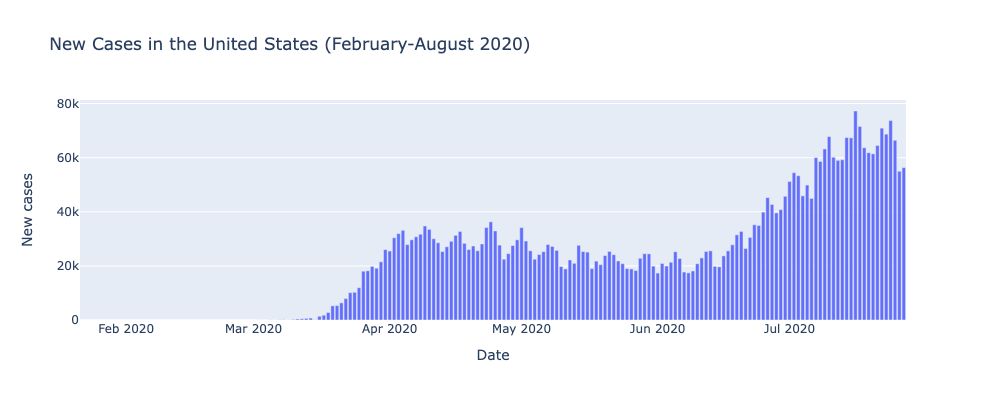 New Cases in the United States (February-August 2020)
80k
60k
40k
20k
0
New cases
Feb 2020 Mar 2020 Apr 2020 May 2020 Jun 2020 Jul 2020
Date